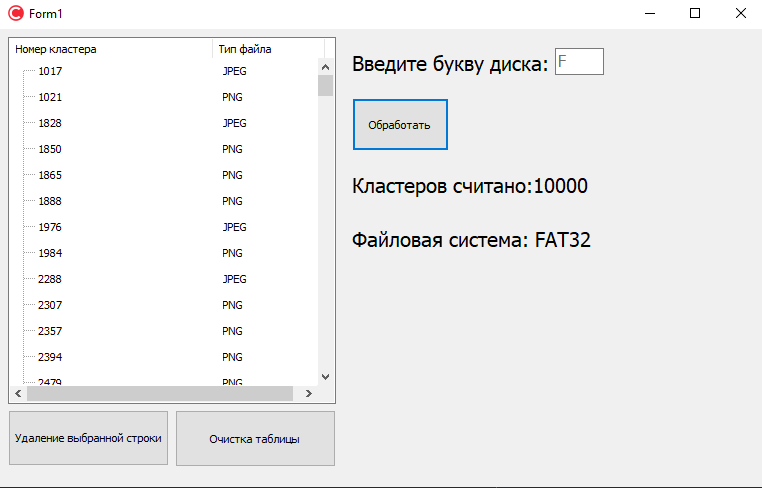 Form1
Номер кластера Тип файла
1017 JPEG
1021 PNG
1828 JPEG
1850 PNG
1865 PNG
1888 PNG
1976 JPEG
1984 PNG
2288 JPEG
2307 PNG
2357 PNG
2394 PNG
2479 PNG
Удаление выбранной строки
Очистка таблицы
Введите букву диска: F
Обработать
Кластеров считано:10000
Файловая система: FAT32